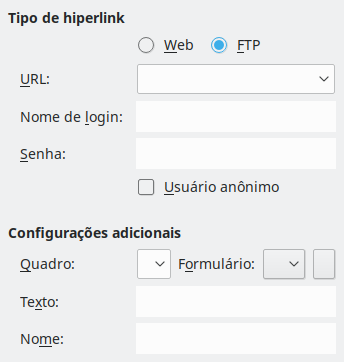 Tipo de hiperlink
Web FTP
URL:
Nome de login:
Senha:
Usuário anônimo
Configurações adicionais
Quadro: Formulário:
Texto:
Nome: